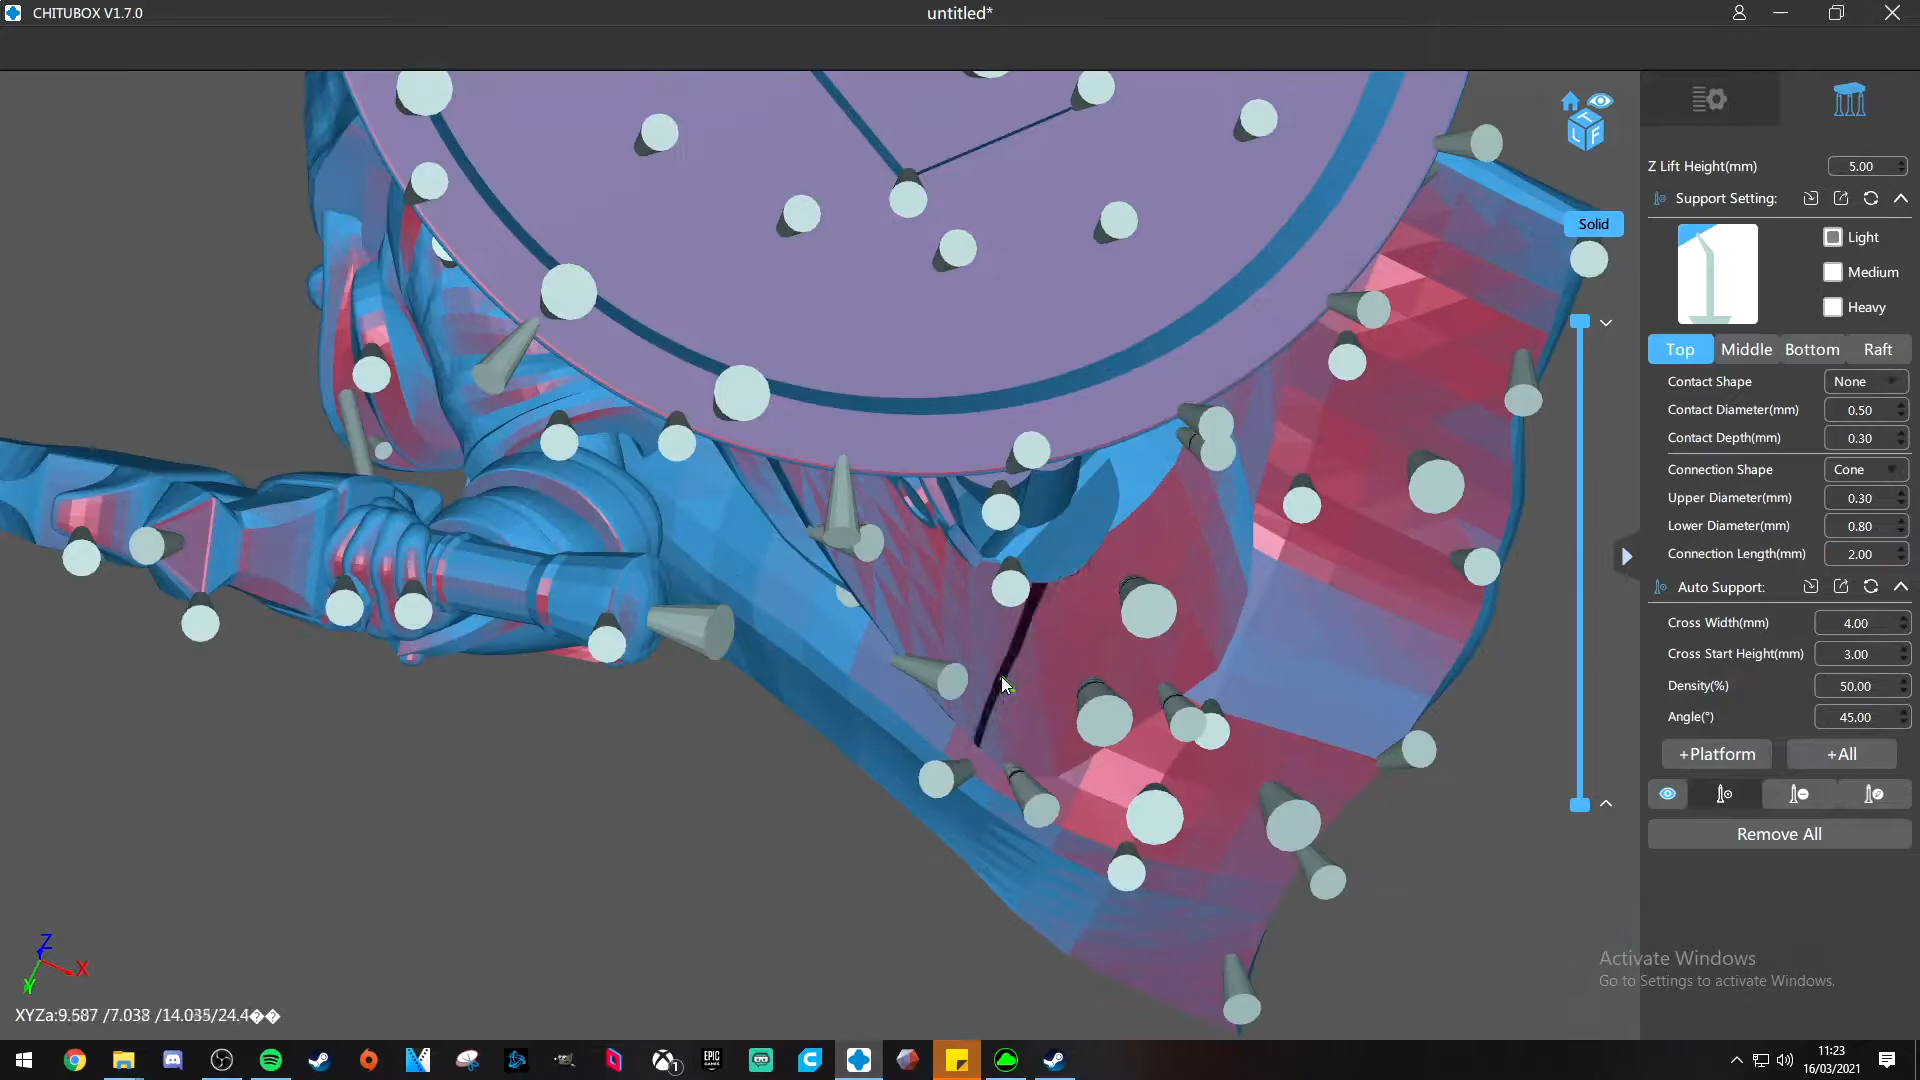 CHITUBOX V1.7.0
untitled*
T
L F
Z Lift Height(mm) 5.00
Support Setting:
Solid
Light
Medium
Heavy
Top Middle Bottom Raft
Contact Shape None
Contact Diameter(mm) 0.50
Contact Depth(mm) 0.30
Connection Shape Cone
Upper Diameter(mm) 0.30
Lower Diameter(mm) 0.80
Connection Length(mm) 2.00
Auto Support:
Cross Width(mm) 4.00
Cross Start Height(mm) 3.00
Density(%) 50.00
Angle(°) 45.00
+Platform +All
Remove All
Z
X
Y
XYZa:9.587 /7.038 /14.035/24.4��
Activate Windows
Go to Settings to activate Windows.
EPIC
GAMES
1
11:23
16/03/2021